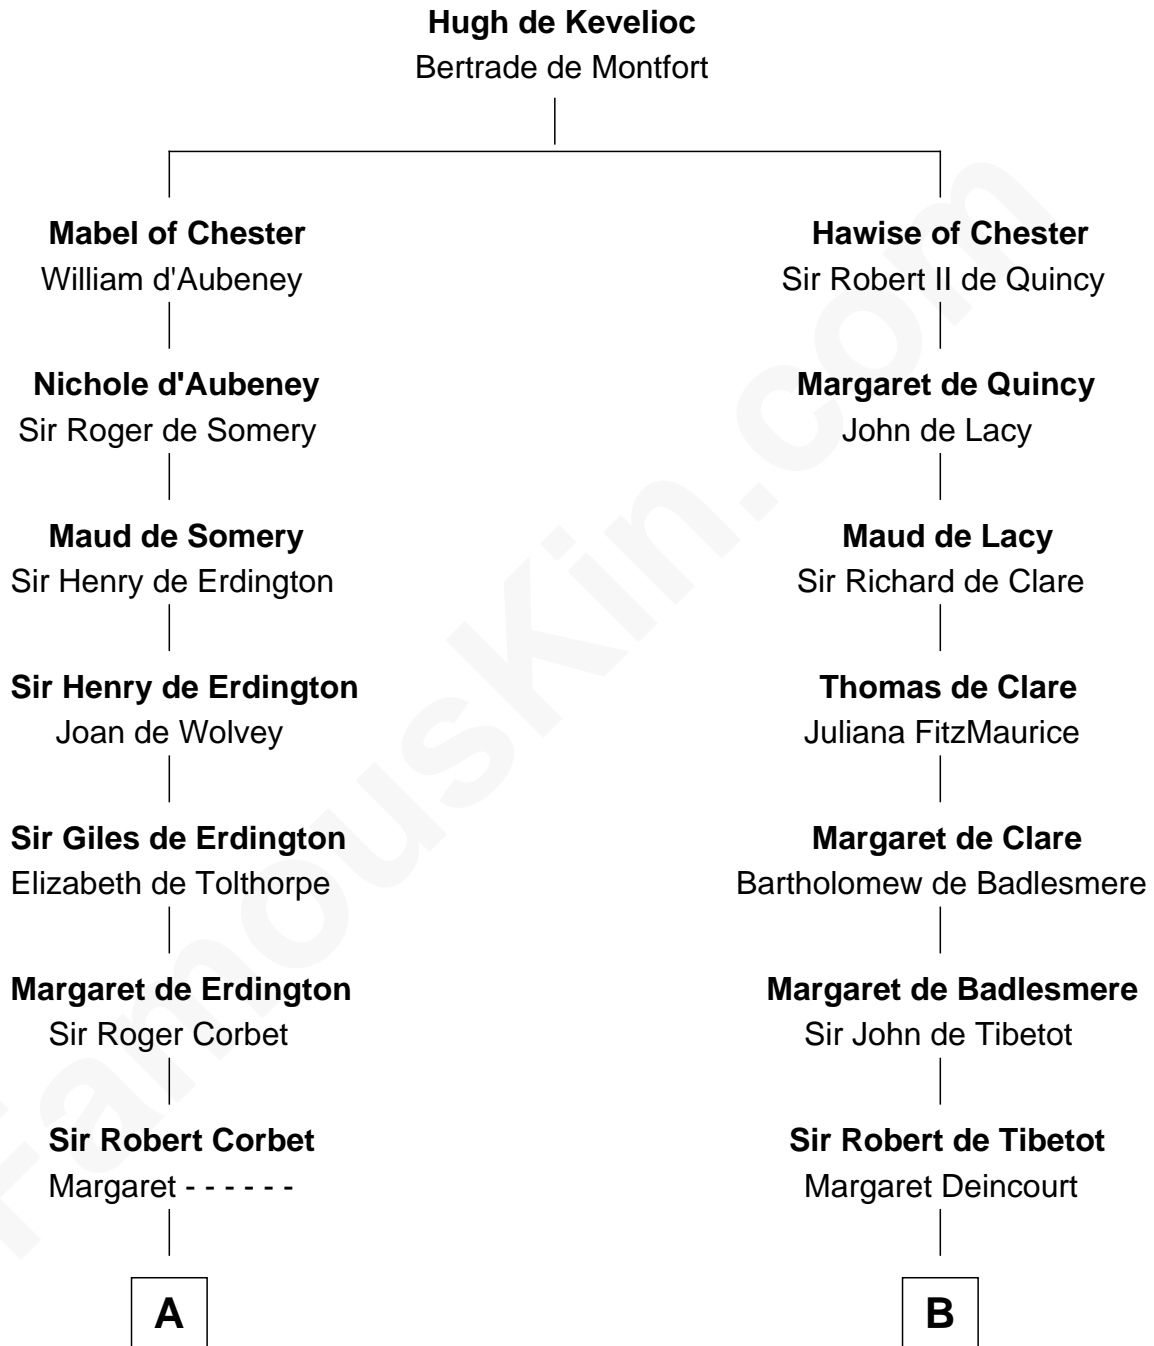 Hugh de Kevelioc
Bertrade de Montfort
Mabel of Chester
William d'Aubeney
Hawise of Chester
Sir Robert II de Quincy
Nichole d'Aubeney
Sir Roger de Somery
Margaret de Quincy
John de Lacy
Maud de Somery
Sir Henry de Erdington
Maud de Lacy
Sir Richard de Clare
Sir Henry de Erdington
Joan de Wolvey
Thomas de Clare
Juliana FitzMaurice
Sir Giles de Erdington
Elizabeth de Tolthorpe
Margaret de Clare
Bartholomew de Badlesmere
Margaret de Erdington
Sir Roger Corbet
Margaret de Badlesmere
Sir John de Tibetot
Sir Robert Corbet
Margaret - - - - - -
Sir Robert de Tibetot
Margaret Deincourt
A
B
FamousKin.com